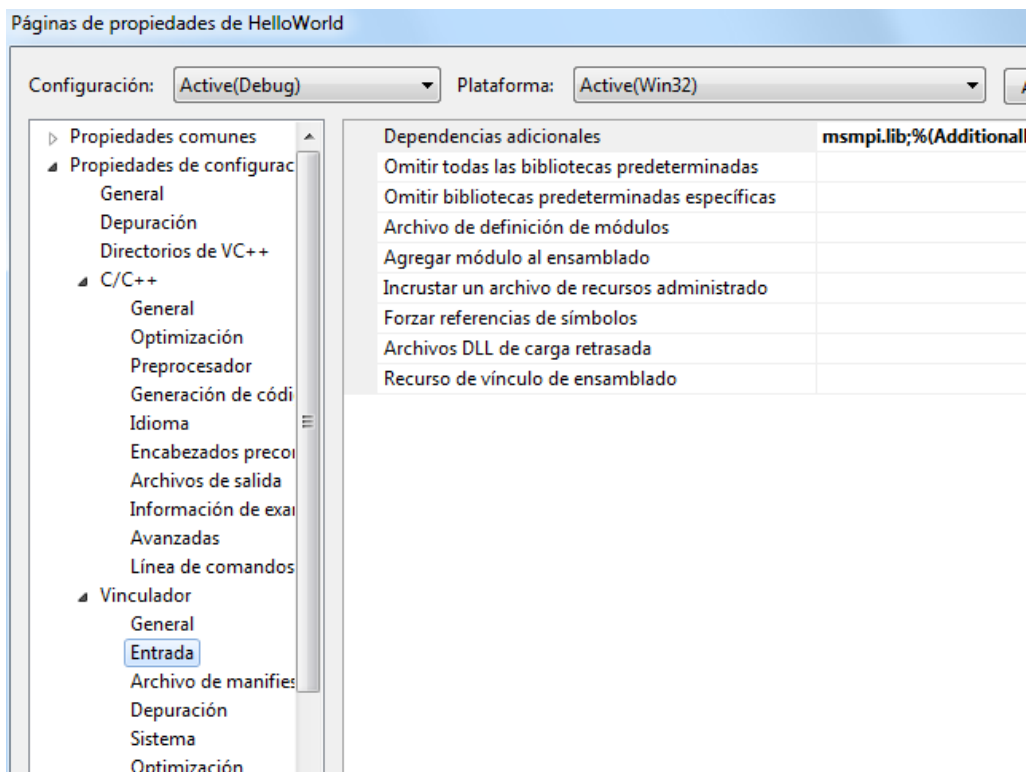 Páginas de propiedades de HelloWorld
Configuración: Active(Debug) Plataforma: Active(Win32)
Propiedades comunes
Propiedades de configurac
General
Depuración
Directorios de VC++
C/C++
General
Optimización
Preprocesador
Generación de códi
Idioma
Encabezados preco
Archivos de salida
Información de exa
Avanzadas
Línea de comandos
Vinculador
General
Entrada
Archivo de manifies
Depuración
Sistema
Optimización
Dependencias adicionales msmpi.lib;%(Additional
Omitir todas las bibliotecas predeterminadas
Omitir bibliotecas predeterminadas específicas
Archivo de definición de módulos
Agregar módulo al ensamblado
Incrustar un archivo de recursos administrado
Forzar referencias de símbolos
Archivos DLL de carga retrasada
Recurso de vínculo de ensamblado